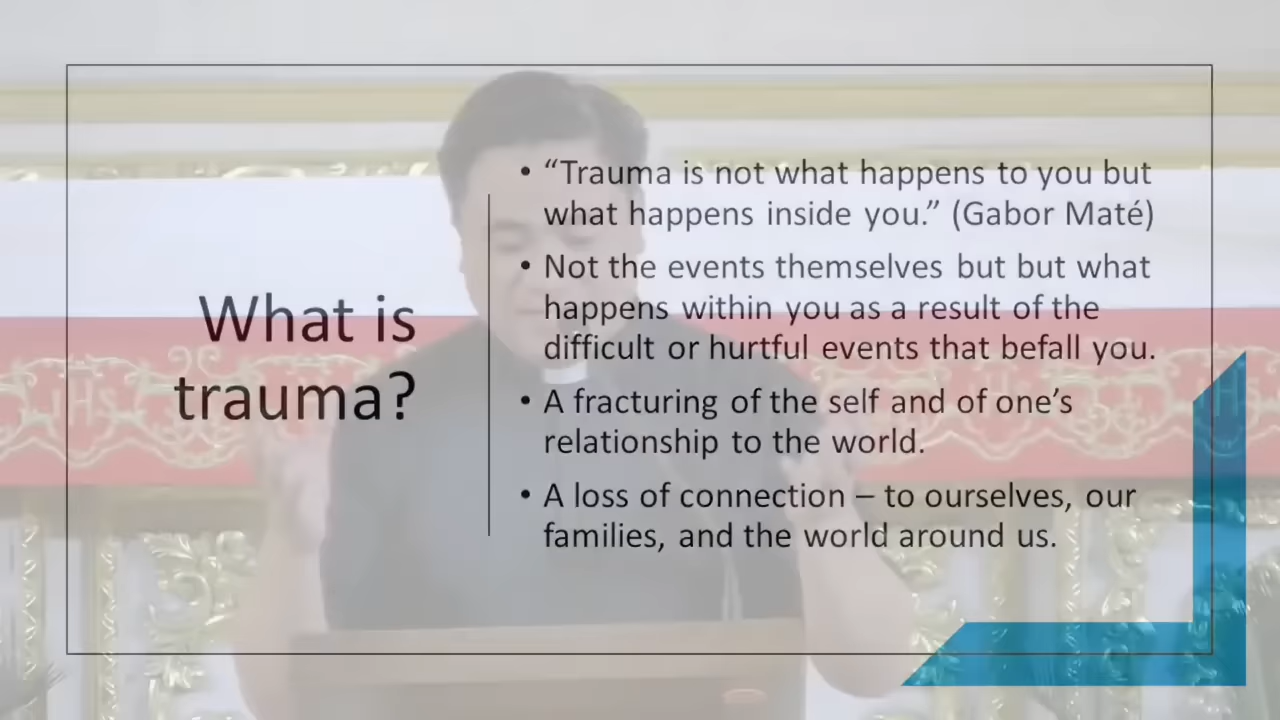 What is
trauma?
• “Trauma is not what happens to you but
what happens inside you.” (Gabor Maté)
• Not the events themselves but but what
happens within you as a result of the
difficult or hurtful events that befall you.
• A fracturing of the self and of one’s
relationship to the world.
• A loss of connection – to ourselves, our
families, and the world around us.
IHS
IHS